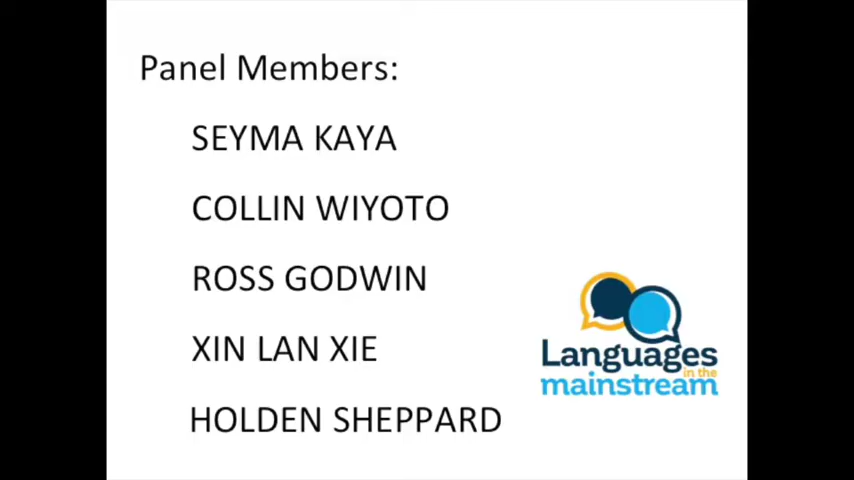 Panel Members:
SEYMA KAYA
COLLIN WIYOTO
ROSS GODWIN
XIN LAN XIE
HOLDEN SHEPPARD
Languages
in the
mainstream